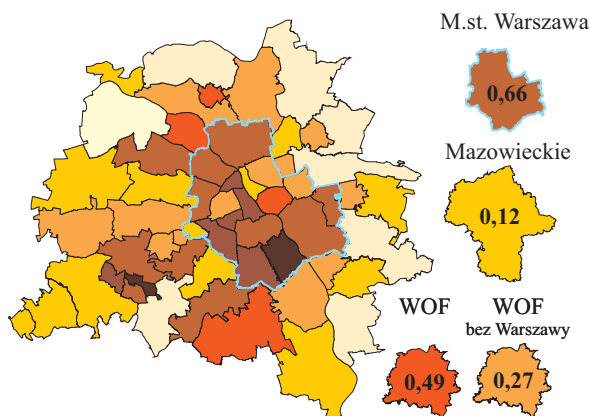 M.st. Warszawa
0,66
Mazowieckie
0,12
WOF
0,49
WOF
bez Warszawy
0,27